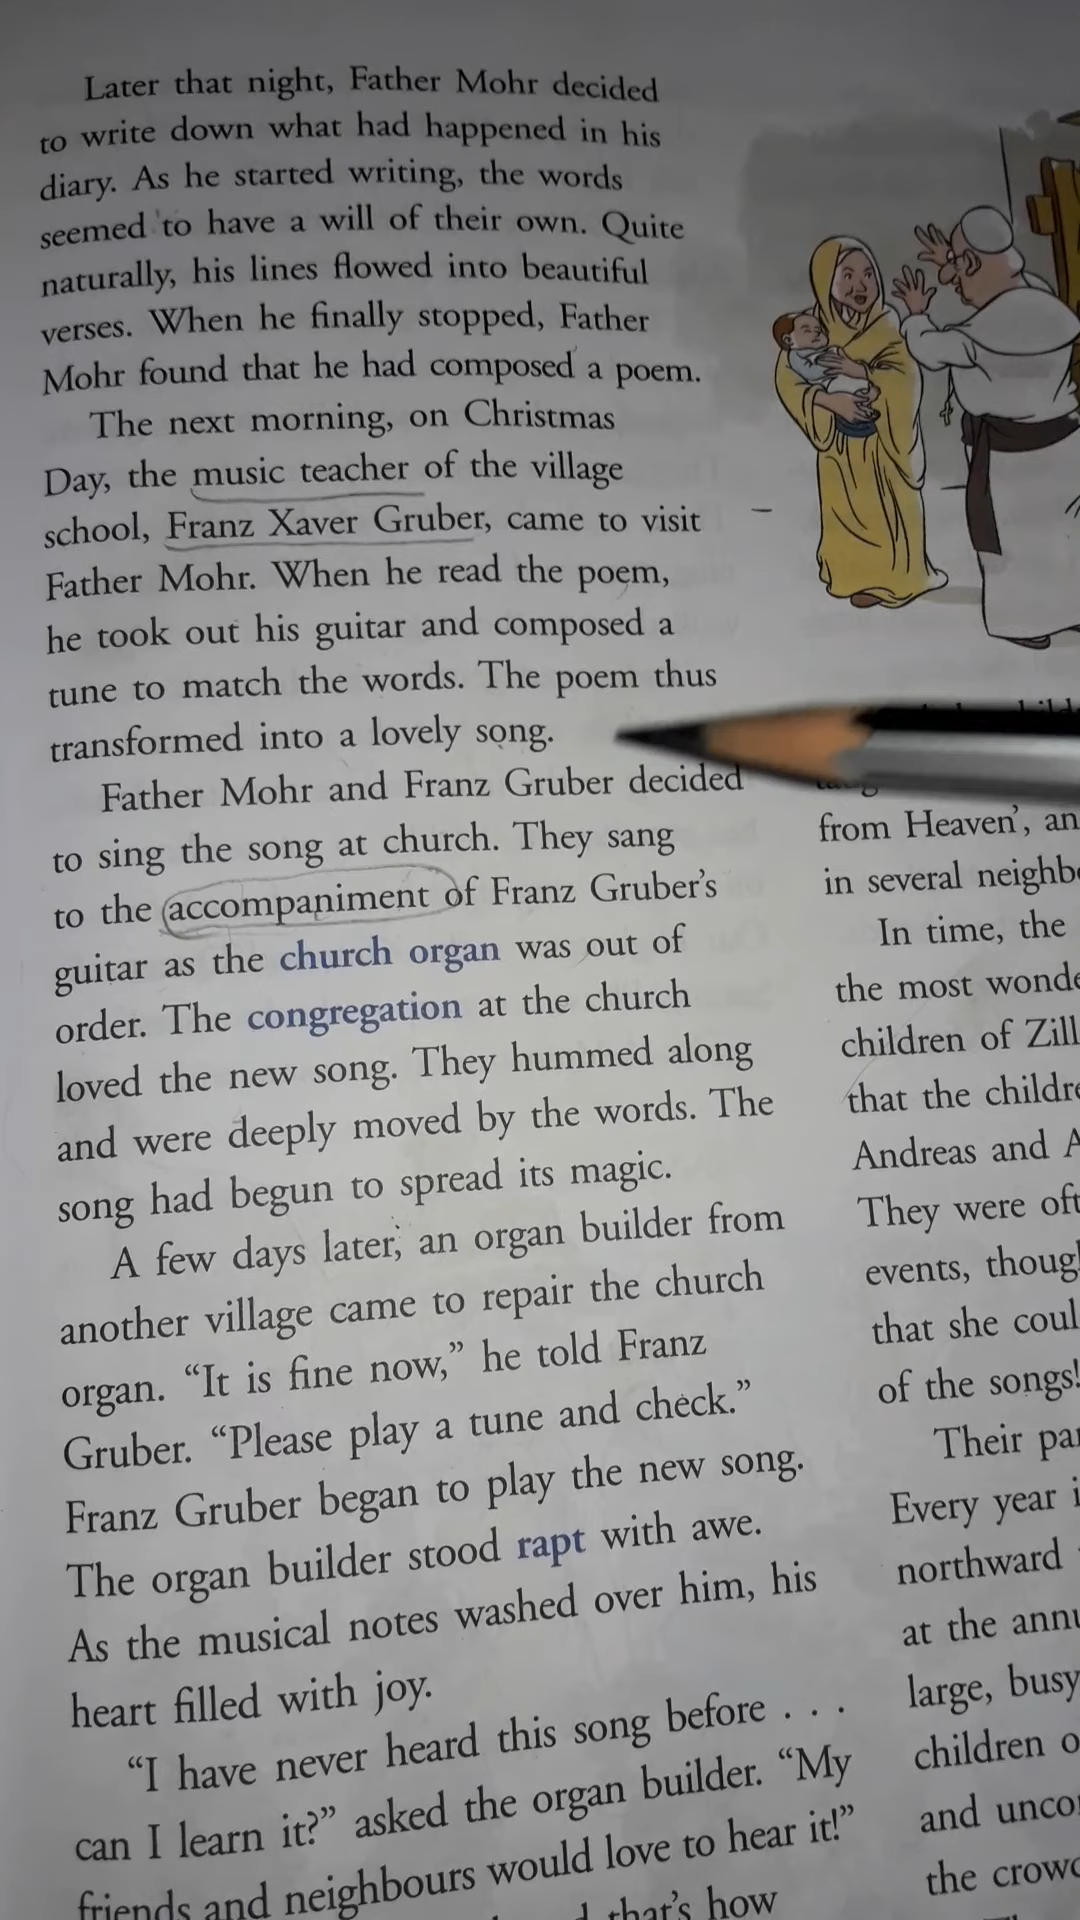 Later that night, Father Mohr decided
to write down what had happened in his
diary. As he started writing, the words
seemed to have a will of their own. Quite
naturally, his lines flowed into beautiful
verses. When he finally stopped, Father
Mohr found that he had composed a poem.
The next morning, on Christmas
Day, the music teacher of the village
school, Franz Xaver Gruber, came to visit
Father Mohr. When he read the poem,
he took out his guitar and composed a
tune to match the words. The poem thus
transformed into a lovely song.
Father Mohr and Franz Gruber decided
to sing the song at church. They sang
to the accompaniment of Franz Gruber's
guitar as the church organ was out of
order. The congregation at the church
loved the new song. They hummed along
and were deeply moved by the words. The
song had begun to spread its magic.
A few days later, an organ builder from
another village came to repair the church
organ. “It is fine now,” he told Franz
Gruber. “Please play a tune and check.”
Franz Gruber began to play the new song.
The organ builder stood rapt with awe.
As the musical notes washed over him, his
heart filled with joy.
“I have never heard this song before . . .
can I learn it?” asked the organ builder. “My
friends and neighbours would love to hear it!”
that's how
from Heaven’, an
in several
In time, the
the most
children of
that the
Andreas and
They were
events,
that she
of the songs!
Their
Every year
northward
at the
large, busy
children
and
the